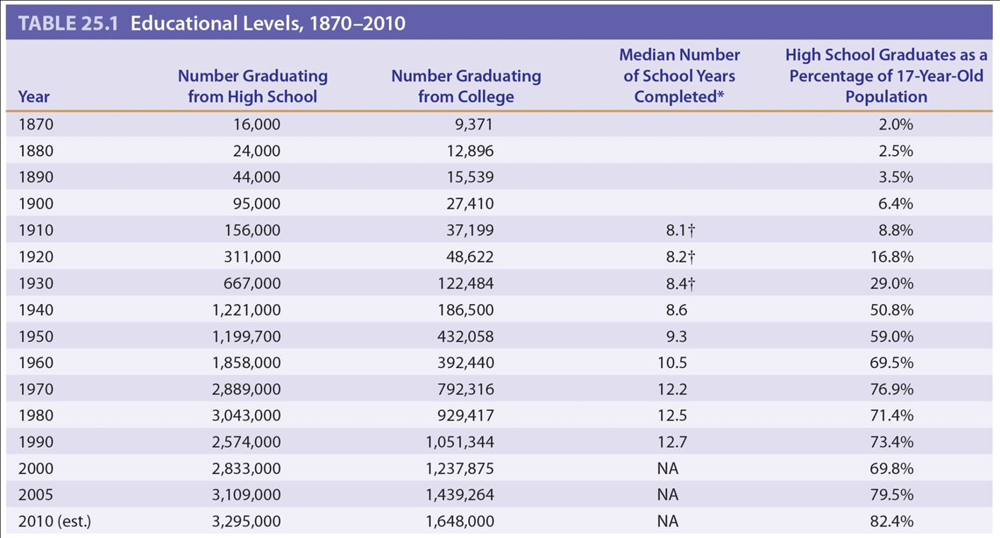 TABLE 25.1 Educational Levels, 1870–2010
Median Number High School Graduates as a
Number Graduating Number Graduating of School Years Percentage of 17-Year-Old
Year from High School from College Completed* Population
1870 16,000 9,371 2.0%
1880 24,000 12,896 2.5%
1890 44,000 15,539 3.5%
1900 95,000 27,410 6.4%
1910 156,000 37,199 8.1† 8.8%
1920 311,000 48,622 8.2† 16.8%
1930 667,000 122,484 8.4† 29.0%
1940 1,221,000 186,500 8.6 50.8%
1950 1,199,700 432,058 9.3 59.0%
1960 1,858,000 392,440 10.5 69.5%
1970 2,889,000 792,316 12.2 76.9%
1980 3,043,000 929,417 12.5 71.4%
1990 2,574,000 1,051,344 12.7 73.4%
2000 2,833,000 1,237,875 NA 69.8%
2005 3,109,000 1,439,264 NA 79.5%
2010 (est.) 3,295,000 1,648,000 NA 82.4%